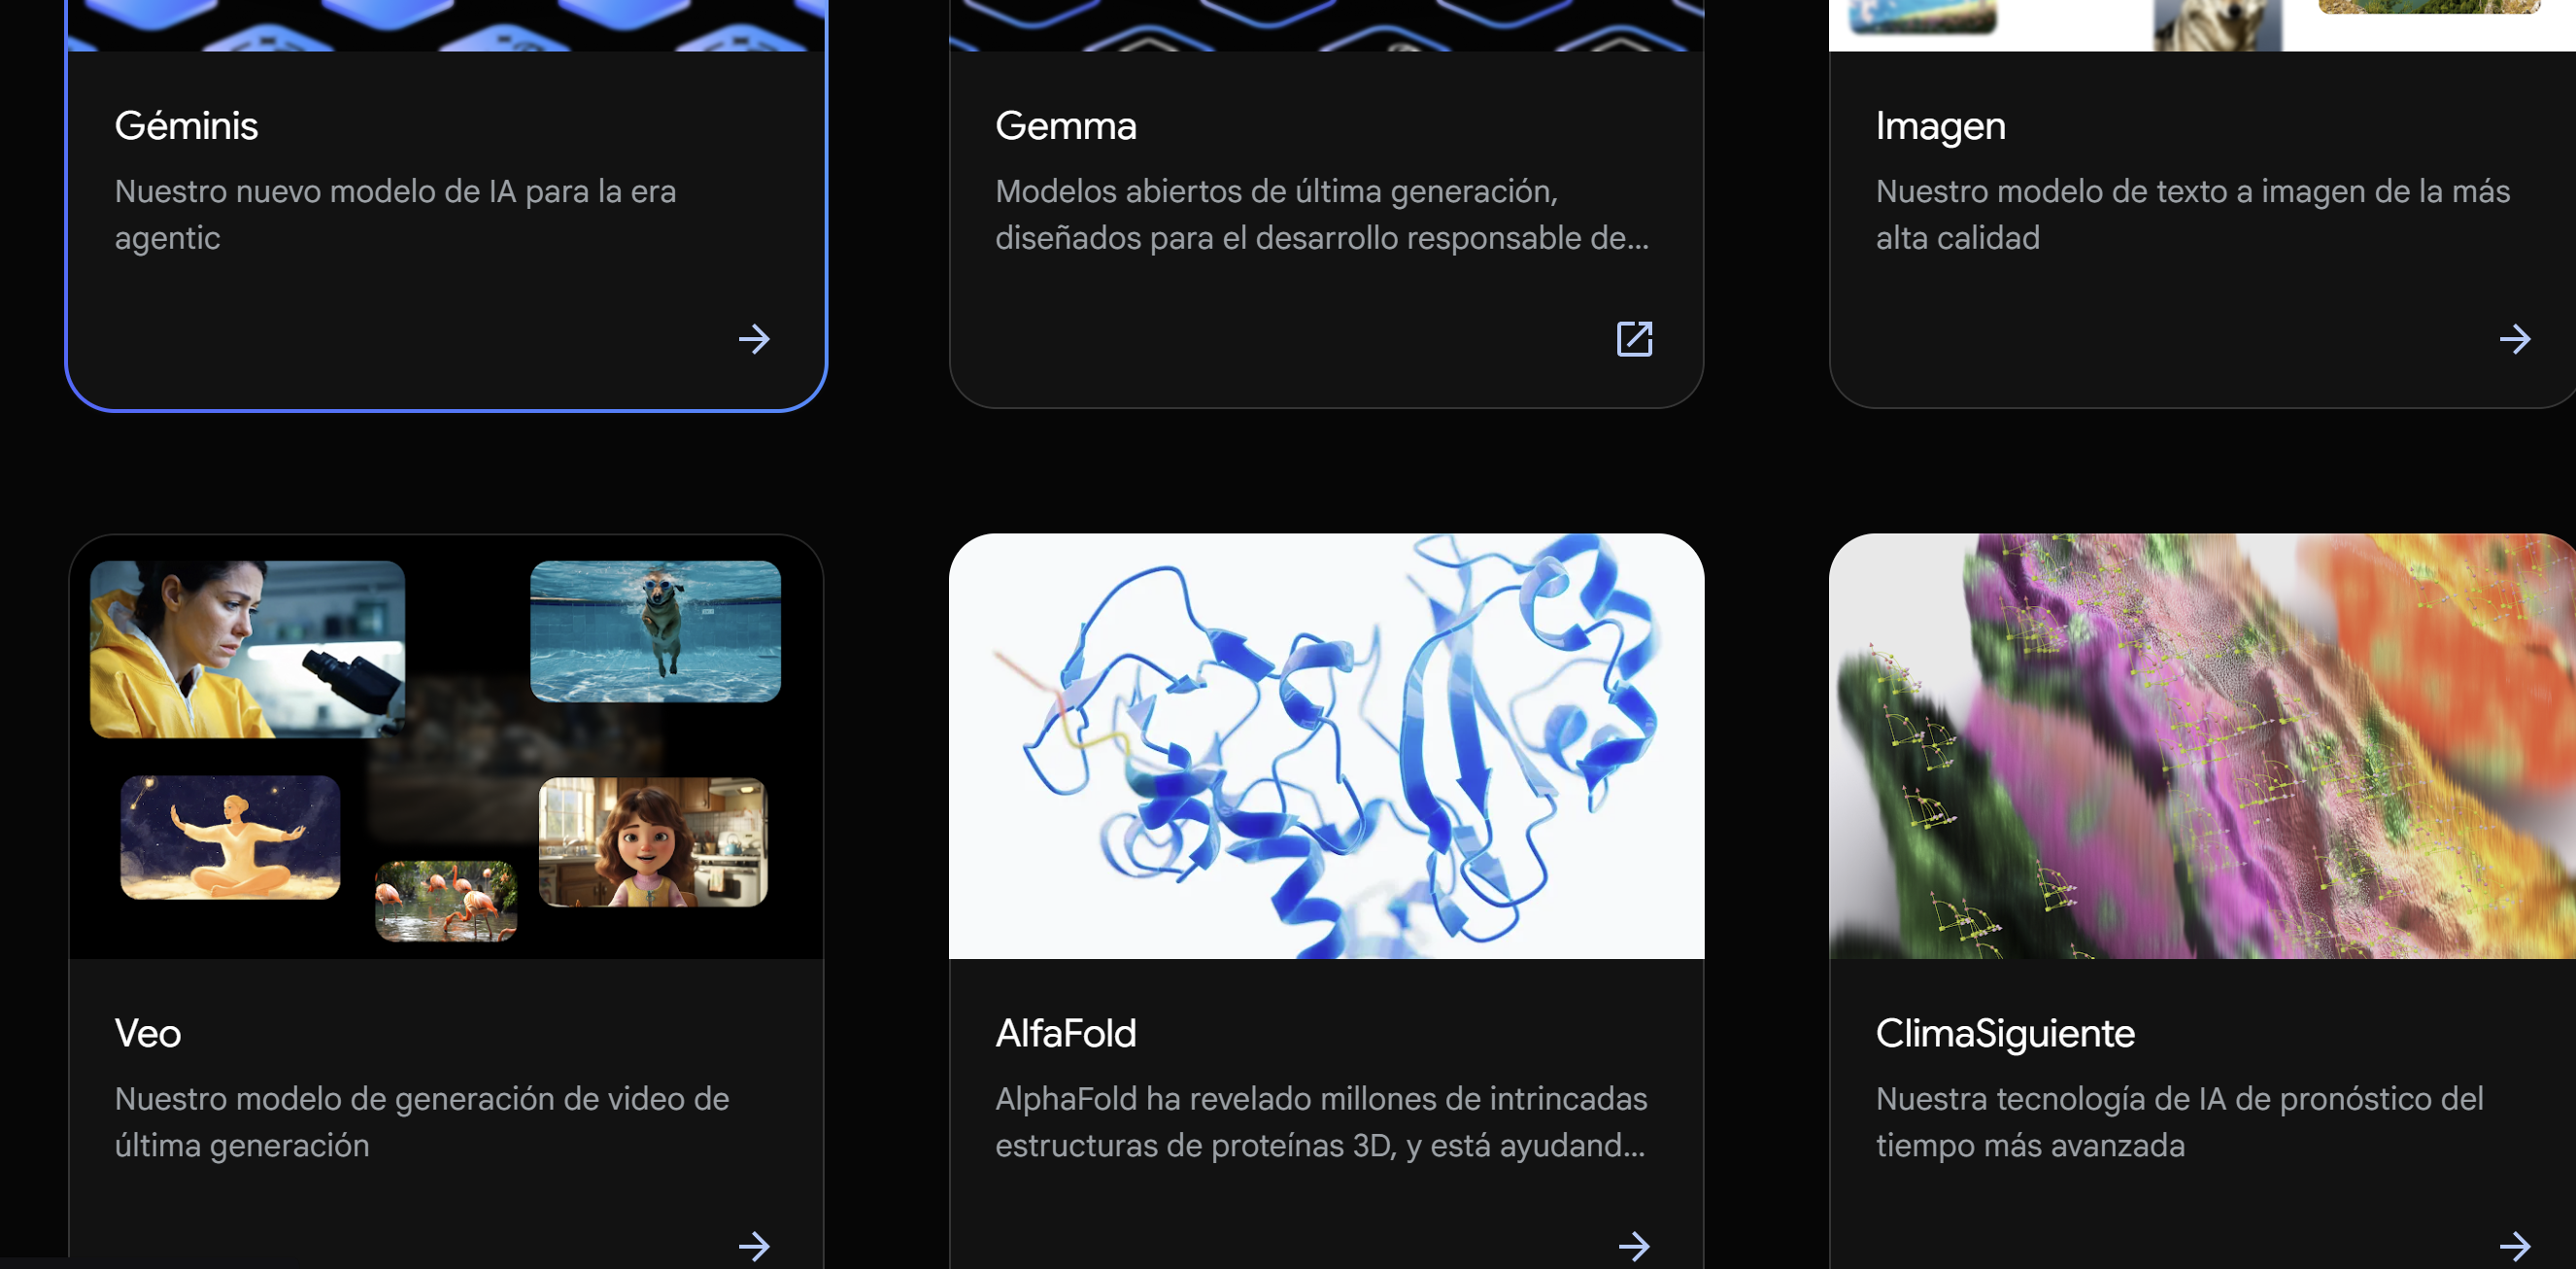 Géminis
Nuestro nuevo modelo de IA para la era
agentic
Gemma
Modelos abiertos de última generación,
diseñados para el desarrollo responsable de...
Imagen
Nuestro modelo de texto a imagen de la más
alta calidad
Veo
Nuestro modelo de generación de video de
última generación
AlfaFold
AlphaFold ha revelado millones de intrincadas
estructuras de proteínas 3D, y está ayudand...
ClimaSiguiente
Nuestra tecnología de IA de pronóstico del
tiempo más avanzada